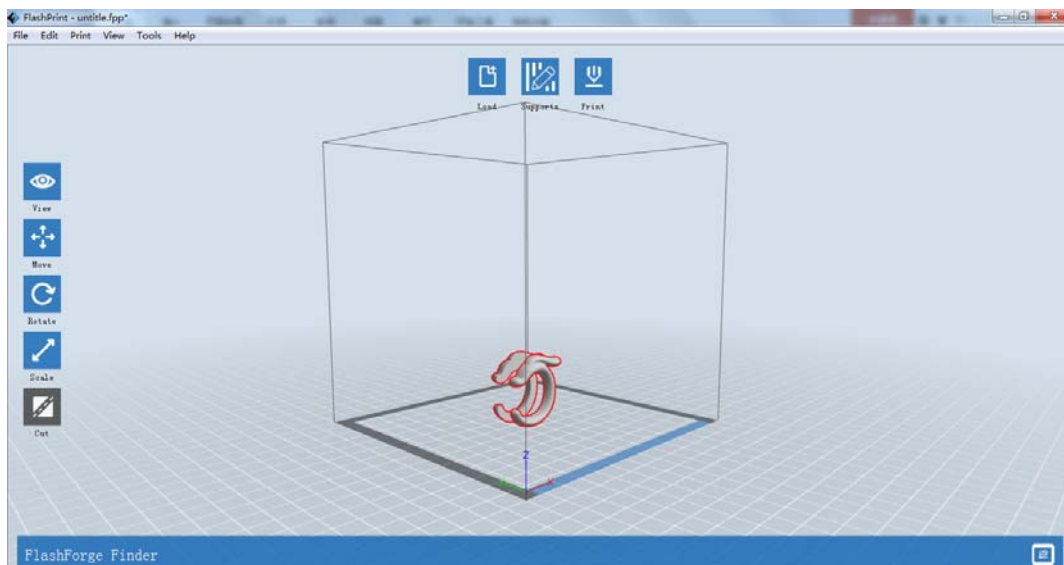 FlashPrint - untitle.fpp*
File Edit Print View Tools Help
Load Supports Print
View
Move
Rotate
Scale
Cut
Z
X
FlashForge Finder